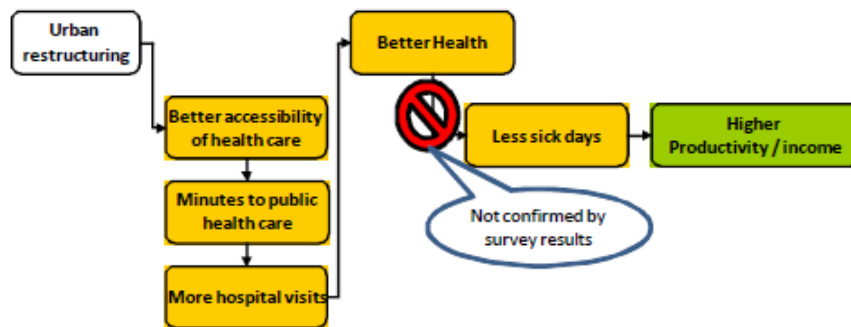 Urban
restructuring
Better accessibility
of health care
Minutes to public
health care
More hospital visits
Better Health
Less sick days
Higher
Productivity / income
Not confirmed by
survey results